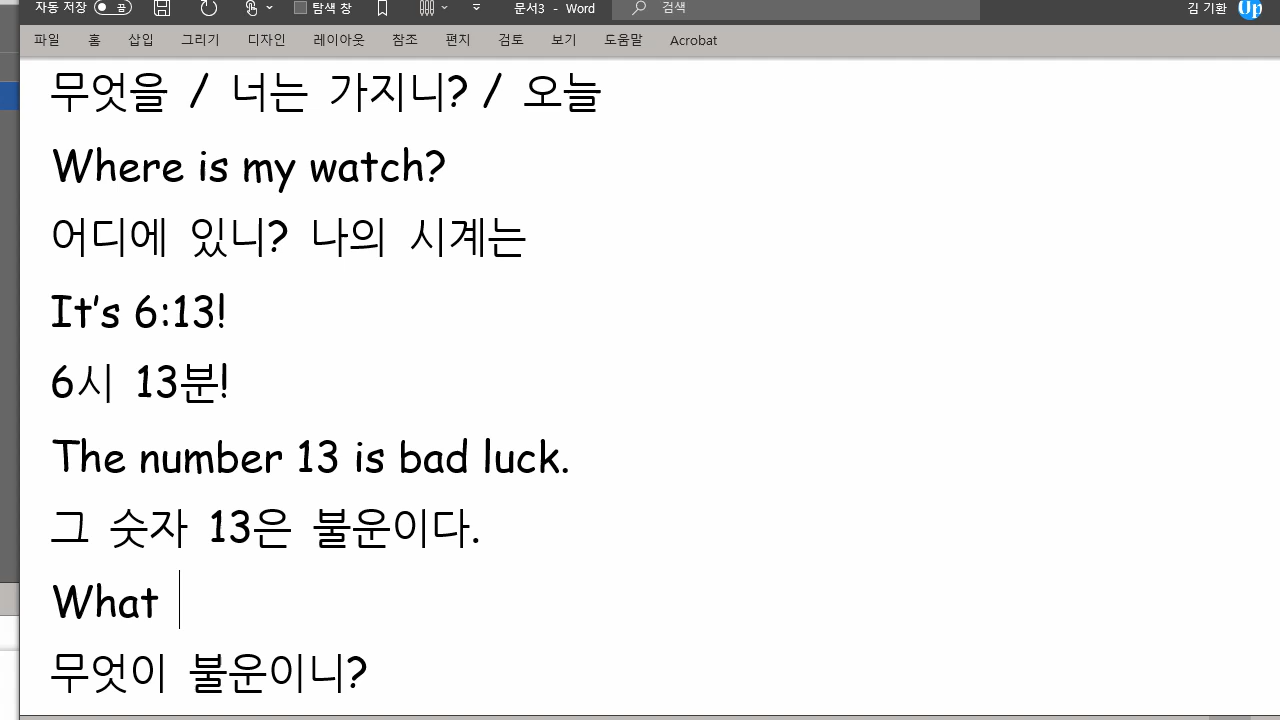 자동 저장 끔 탐색 창 문서3 - Word 검색 김 기환 Up
파일 홈 삽입 그리기 디자인 레이아웃 참조 편지 검토 보기 도움말 Acrobat
무엇을 / 너는 가지니? / 오늘
Where is my watch?
어디에 있니? 나의 시계는
It's 6:13!
6시 13분!
The number 13 is bad luck.
그 숫자 13은 불운이다.
What
무엇이 불운이니?